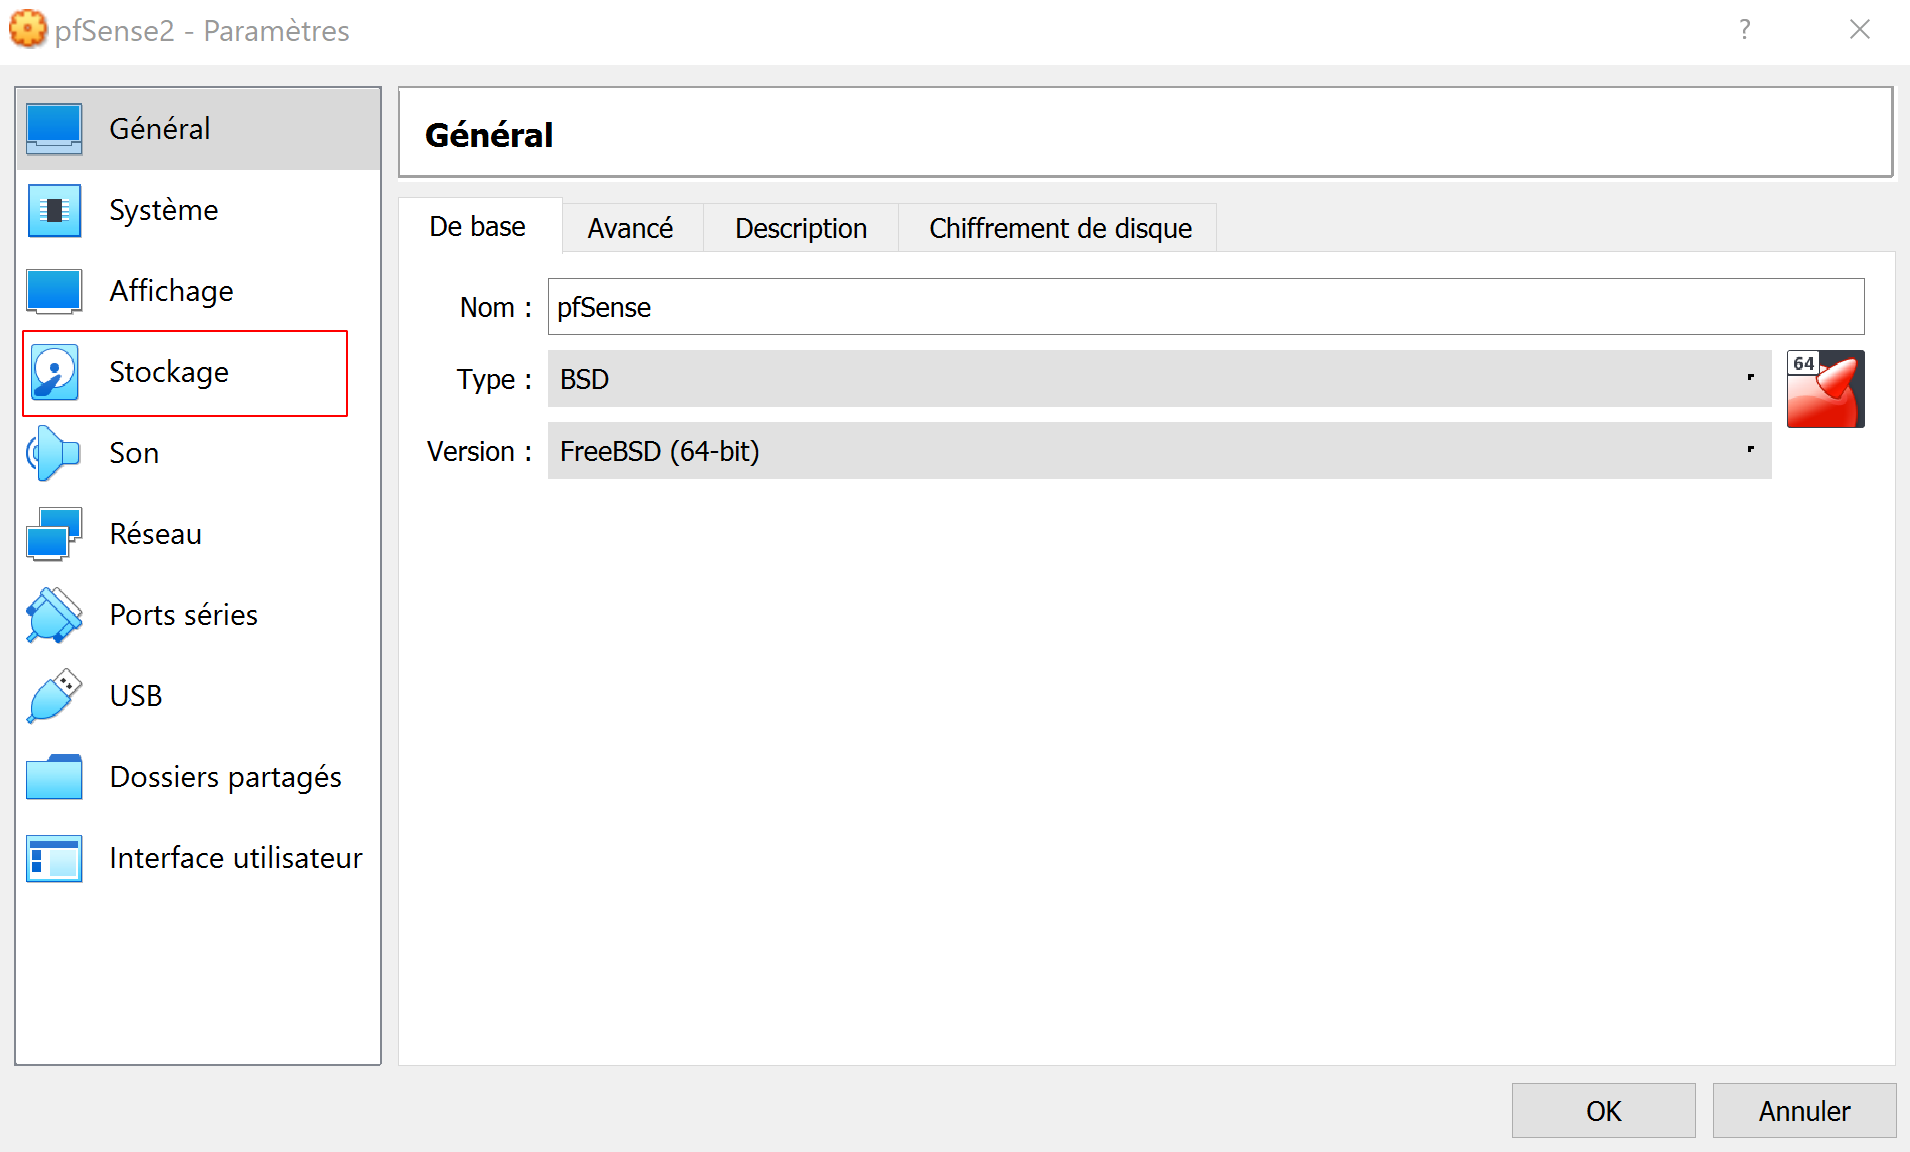 pfSense2 - Paramètres
?
Général
Système
Affichage
Stockage
Son
Réseau
Ports séries
USB
Dossiers partagés
Interface utilisateur
Général
De base
Avancé
Description
Chiffrement de disque
Nom :
pfSense
Type :
BSD
64
Version :
FreeBSD (64-bit)
OK
Annuler